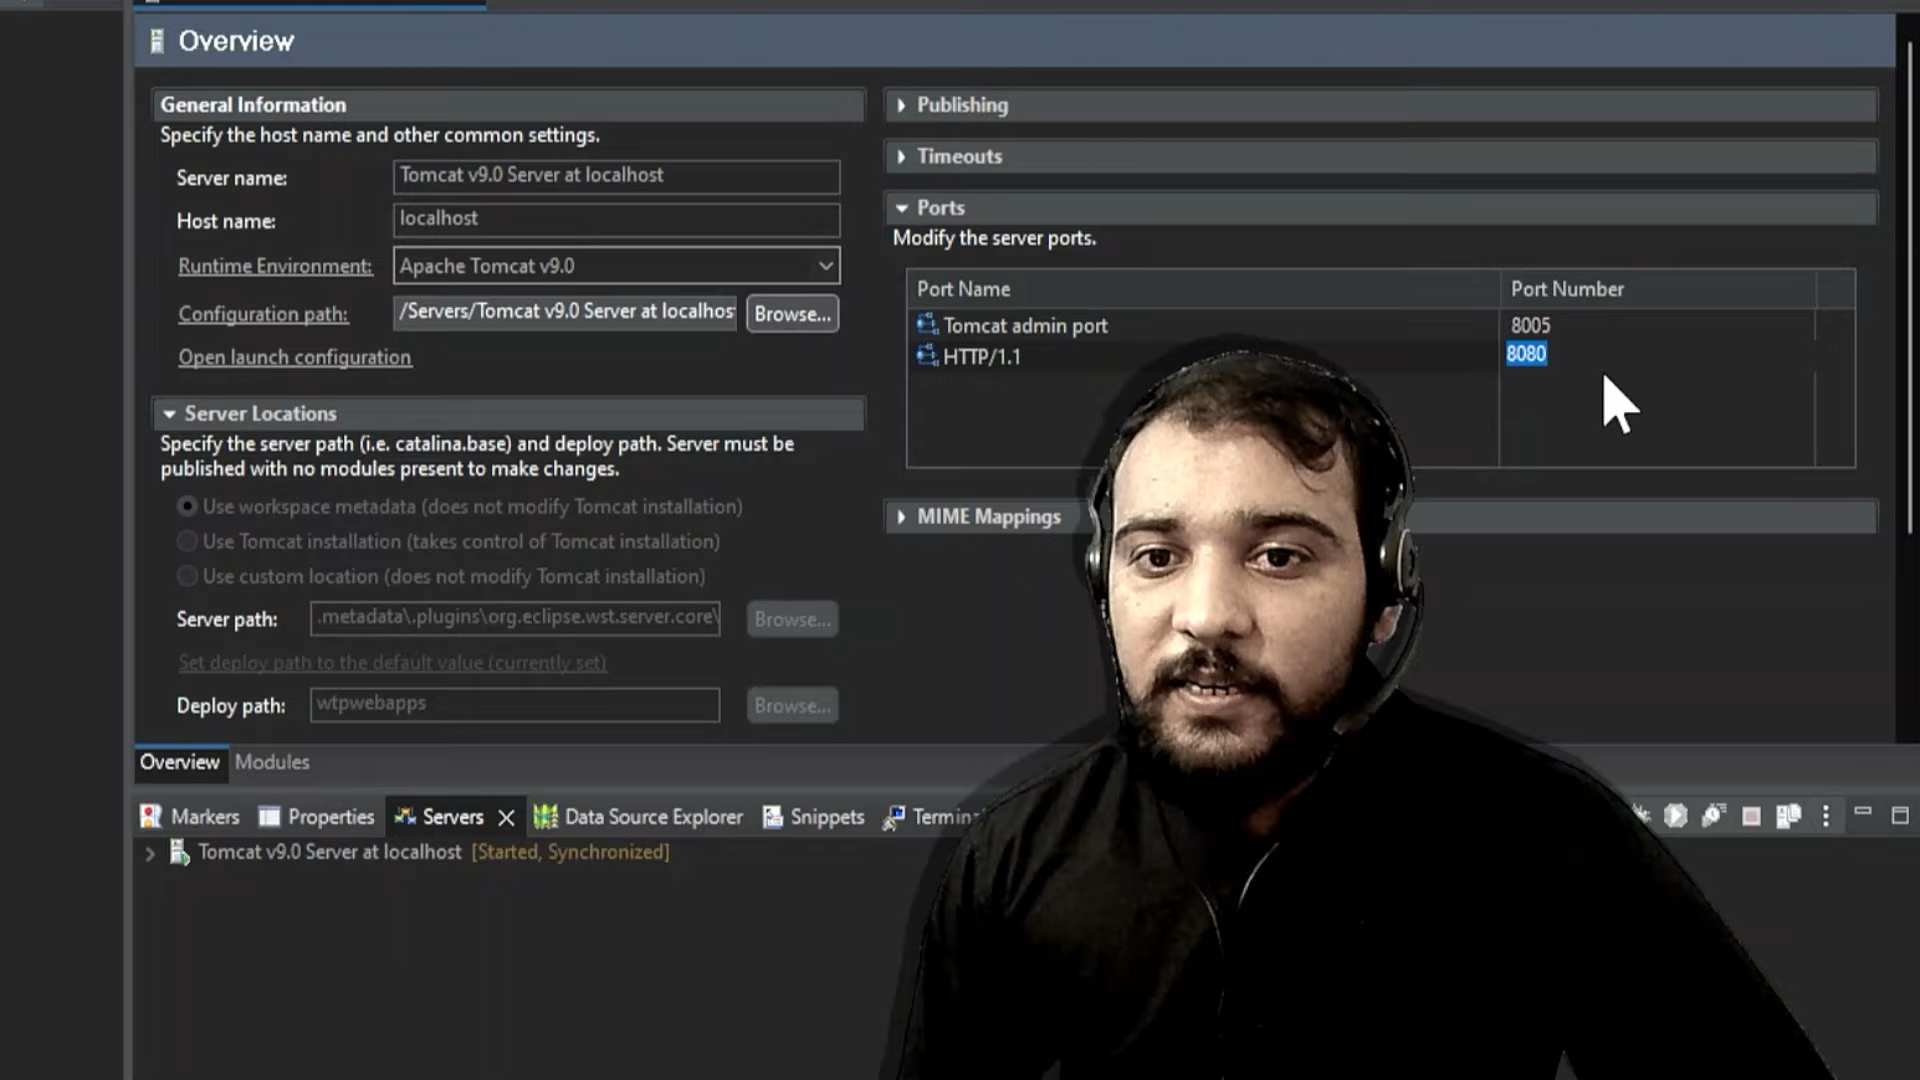 Overview
General Information
Specify the host name and other common settings.
Server name:
Tomcat v9.0 Server at localhost
Host name:
localhost
Runtime Environment:
Apache Tomcat v9.0
Configuration path:
/Servers/Tomcat v9.0 Server at localhos
Browse...
Open launch configuration
Server Locations
Specify the server path (i.e. catalina.base) and deploy path. Server must be
published with no modules present to make changes.
Use workspace metadata (does not modify Tomcat installation)
Use Tomcat installation (takes control of Tomcat installation)
Use custom location (does not modify Tomcat installation)
Server path:
.metadata\.plugins\org.eclipse.wst.server.core\
Browse...
Set deploy path to the default value (currently set)
Deploy path:
wtpwebapps
Browse...
Publishing
Timeouts
Ports
Modify the server ports.
Port Name
Port Number
Tomcat admin port
8005
HTTP/1.1
8080
MIME Mappings
Overview
Modules
Markers
Properties
Servers
Data Source Explorer
Snippets
Termin
Tomcat v9.0 Server at localhost [Started, Synchronized]